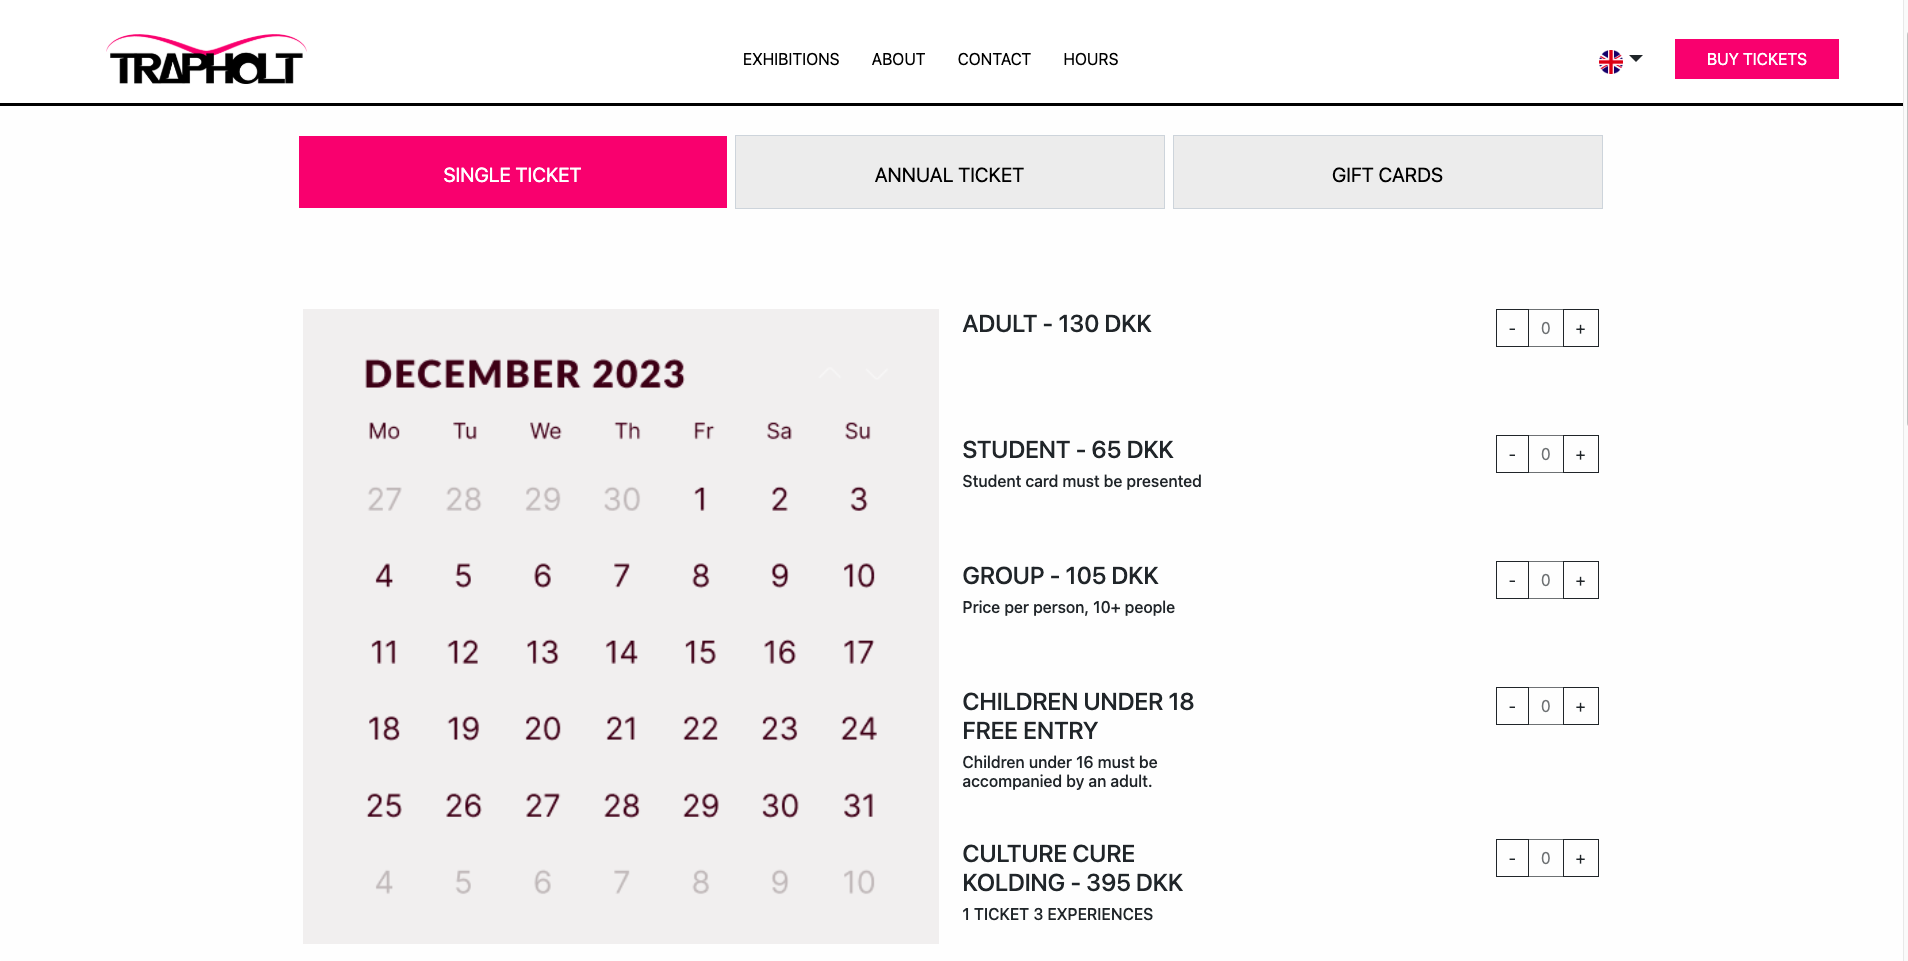 TRAPHOLT
EXHIBITIONS ABOUT CONTACT HOURS
BUY TICKETS
SINGLE TICKET
ANNUAL TICKET
GIFT CARDS
DECEMBER 2023
Mo Tu We Th Fr Sa Su
27 28 29 30 1 2 3
4 5 6 7 8 9 10
11 12 13 14 15 16 17
18 19 20 21 22 23 24
25 26 27 28 29 30 31
4 5 6 7 8 9 10
ADULT - 130 DKK
- 0 +
STUDENT - 65 DKK
Student card must be presented
- 0 +
GROUP - 105 DKK
Price per person, 10+ people
- 0 +
CHILDREN UNDER 18
FREE ENTRY
Children under 16 must be
accompanied by an adult.
- 0 +
CULTURE CURE
KOLDING - 395 DKK
1 TICKET 3 EXPERIENCES
- 0 +